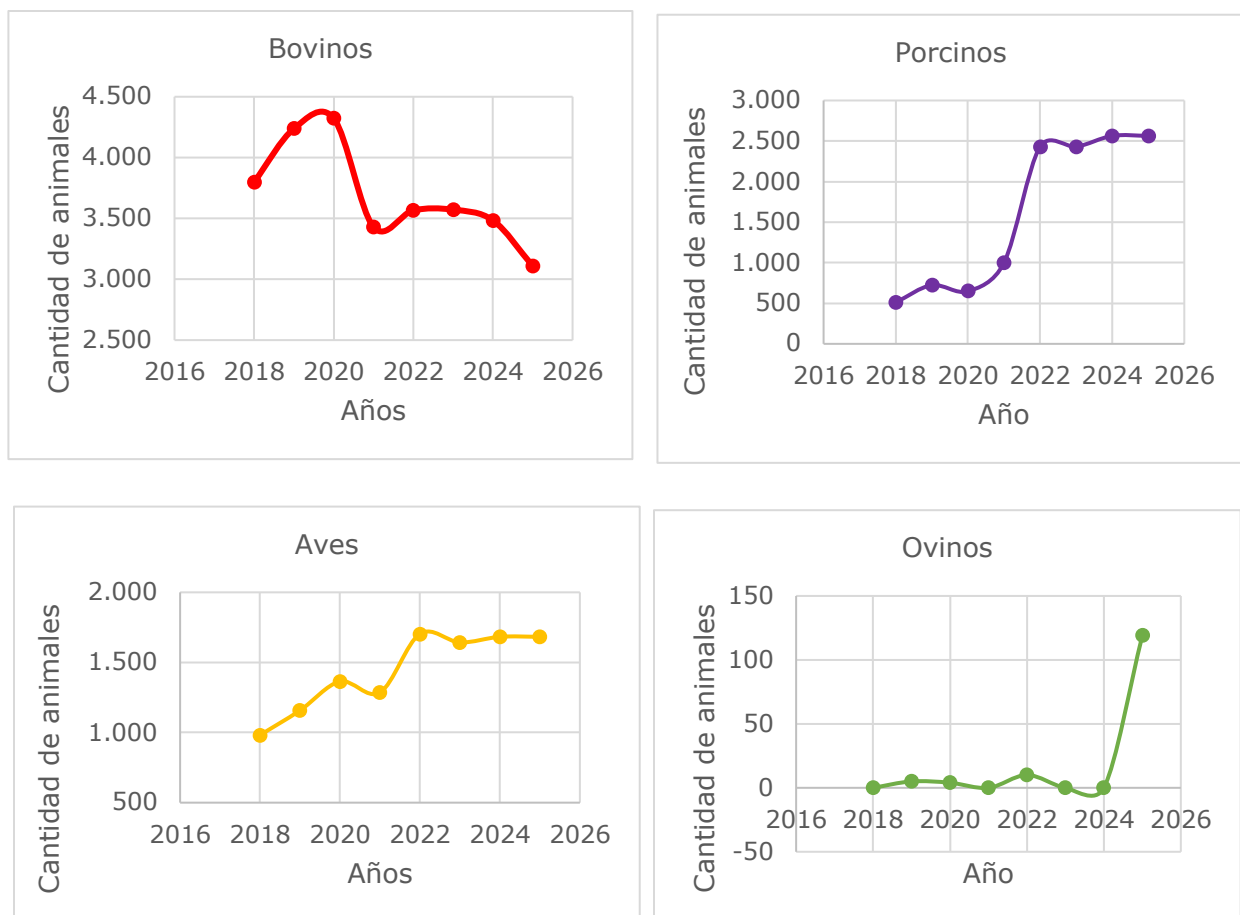 Bovinos
Cantidad de animales
4.500
4.000
3.500
3.000
2.500
2016 2018 2020 2022 2024 2026
Años
Porcinos
Cantidad de animales
3.000
2.500
2.000
1.500
1.000
500
0
2016 2018 2020 2022 2024 2026
Año
Aves
Cantidad de animales
2.000
1.500
1.000
500
2016 2018 2020 2022 2024 2026
Años
Ovinos
Cantidad de animales
150
100
50
0
-50
2016 2018 2020 2022 2024 2026
Año